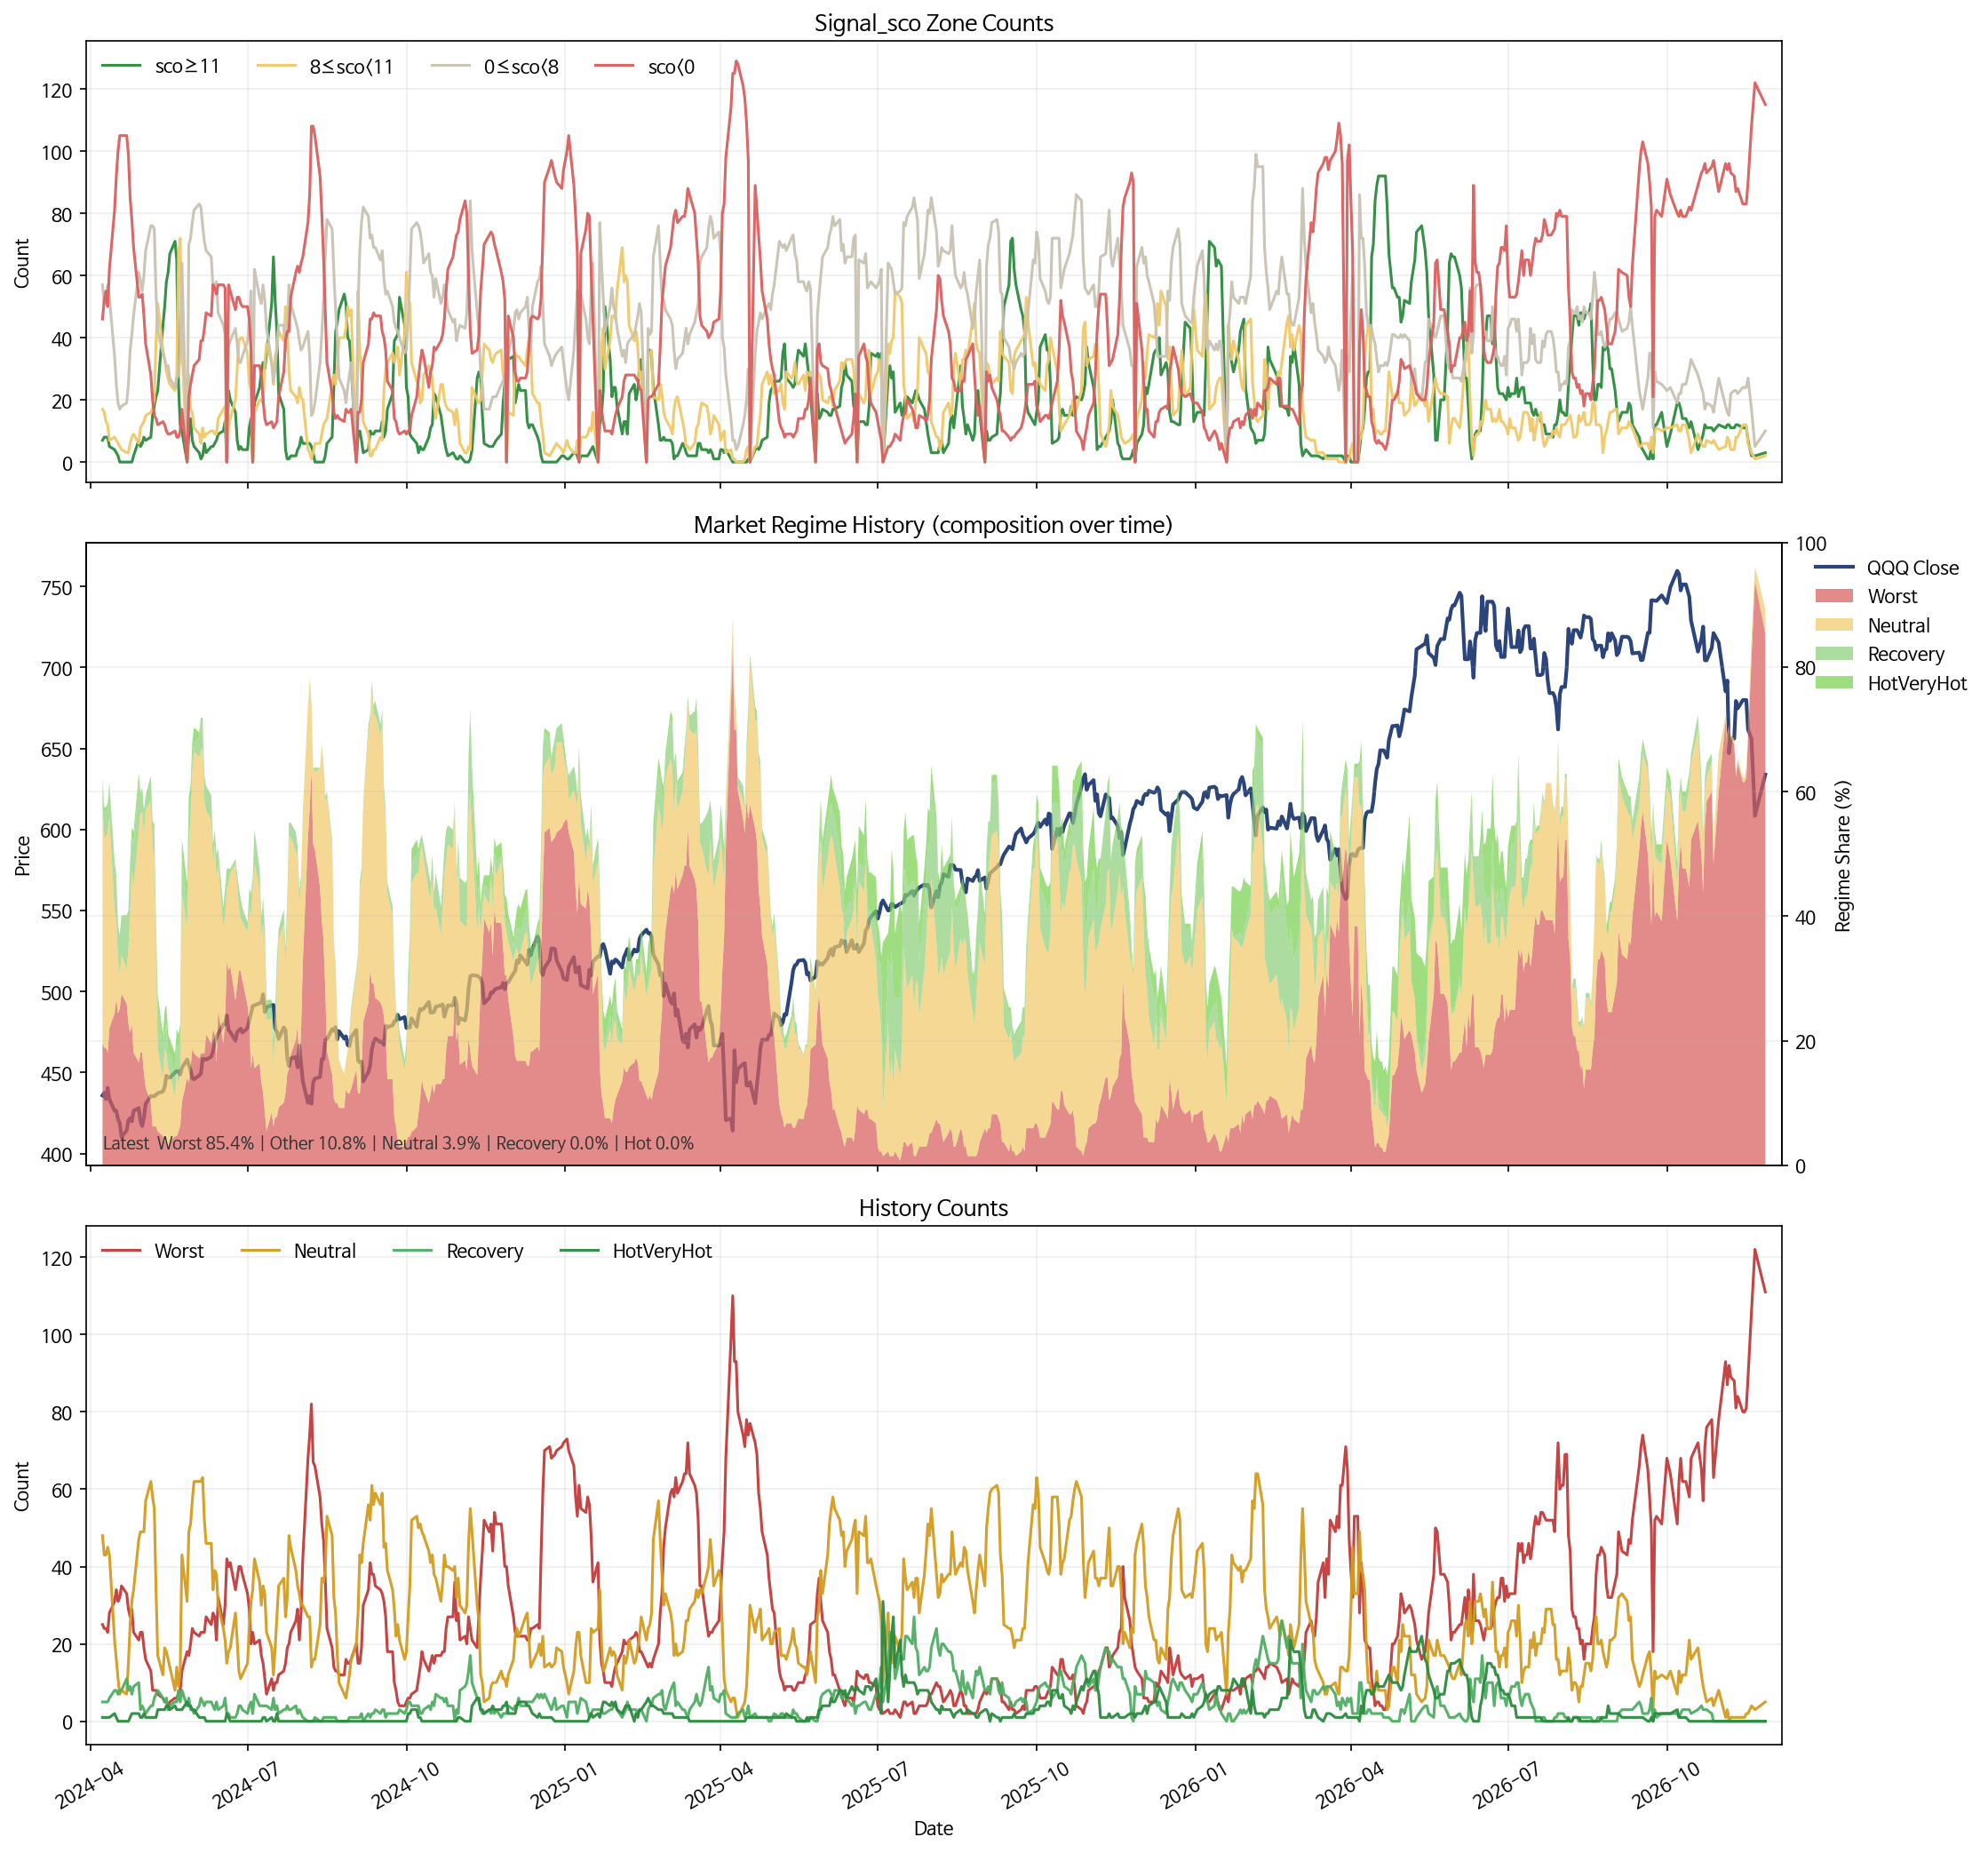 Signal_sco Zone Counts
sco≥11 8≤sco<11 0≤sco<8 sco<0
120
100
80
60
40
20
0
Count
Market Regime History (composition over time)
750
700
650
600
550
500
450
400
Price
100
80
60
40
20
0
Regime Share (%)
QQQ Close
Worst
Neutral
Recovery
HotVeryHot
Latest Worst 85.4% | Other 10.8% | Neutral 3.9% | Recovery 0.0% | Hot 0.0%
History Counts
Worst Neutral Recovery HotVeryHot
120
100
80
60
40
20
0
Count
2024-04 2024-07 2024-10 2025-01 2025-04 2025-07 2025-10 2026-01 2026-04 2026-07 2026-10
Date